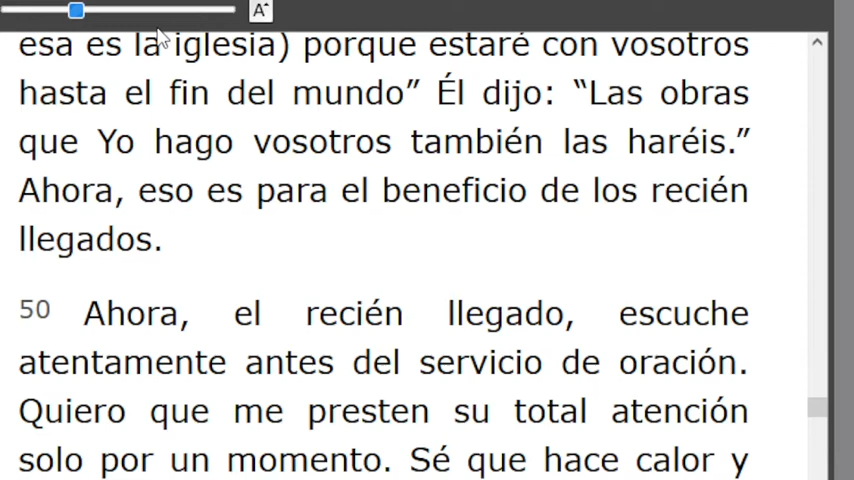 A
esa es la iglesia) porque estaré con vosotros
hasta el fin del mundo” Él dijo: “Las obras
que Yo hago vosotros también las haréis.”
Ahora, eso es para el beneficio de los recién
llegados.
50 Ahora, el recién llegado, escuche
atentamente antes del servicio de oración.
Quiero que me presten su total atención
solo por un momento. Sé que hace calor y